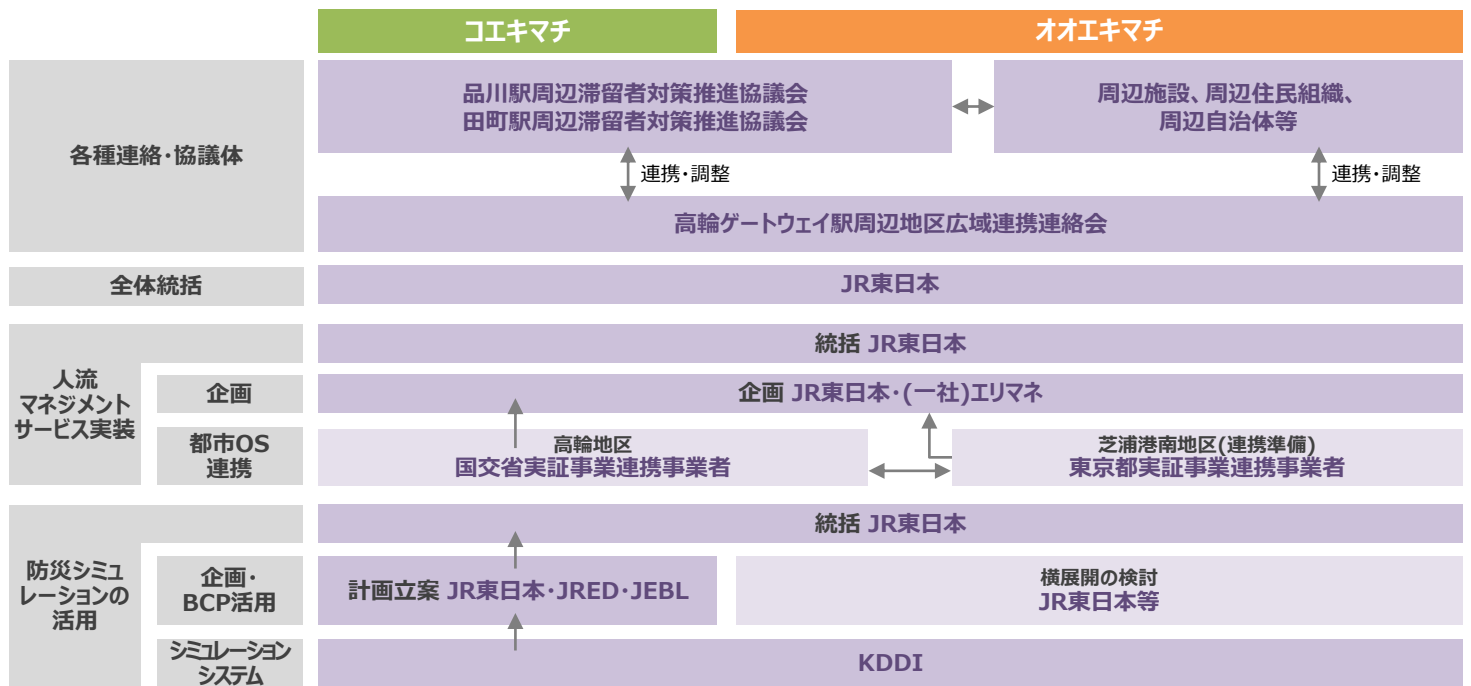 コエキマチ
オオエキマチ
各種連絡・協議体
品川駅周辺滞留者対策推進協議会
田町駅周辺滞留者対策推進協議会
周辺施設、周辺住民組織、
周辺自治体等
連携・調整
連携・調整
高輪ゲートウェイ駅周辺地区広域連携連絡会
全体統括
JR東日本
人流
マネジメント
サービス実装
統括 JR東日本
企画
企画 JR東日本・(一社)エリマネ
都市OS
連携
高輪地区
国交省実証事業連携事業者
芝浦港南地区(連携準備)
東京都実証事業連携事業者
防災シミュ
レーションの
活用
統括 JR東日本
企画・
BCP活用
計画立案 JR東日本・JRED・JEBL
横展開の検討
JR東日本等
シミュレーション
システム
KDDI